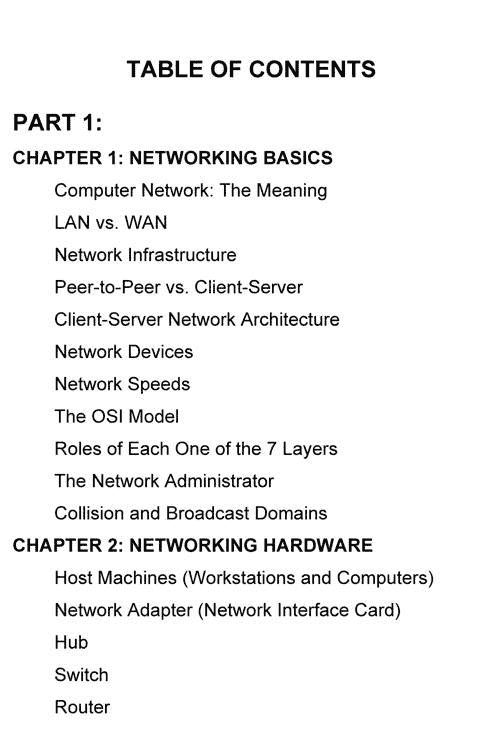 TABLE OF CONTENTS
PART 1:
CHAPTER 1: NETWORKING BASICS
Computer Network: The Meaning
LAN vs. WAN
Network Infrastructure
Peer-to-Peer vs. Client-Server
Client-Server Network Architecture
Network Devices
Network Speeds
The OSI Model
Roles of Each One of the 7 Layers
The Network Administrator
Collision and Broadcast Domains
CHAPTER 2: NETWORKING HARDWARE
Host Machines (Workstations and Computers)
Network Adapter (Network Interface Card)
Hub
Switch
Router